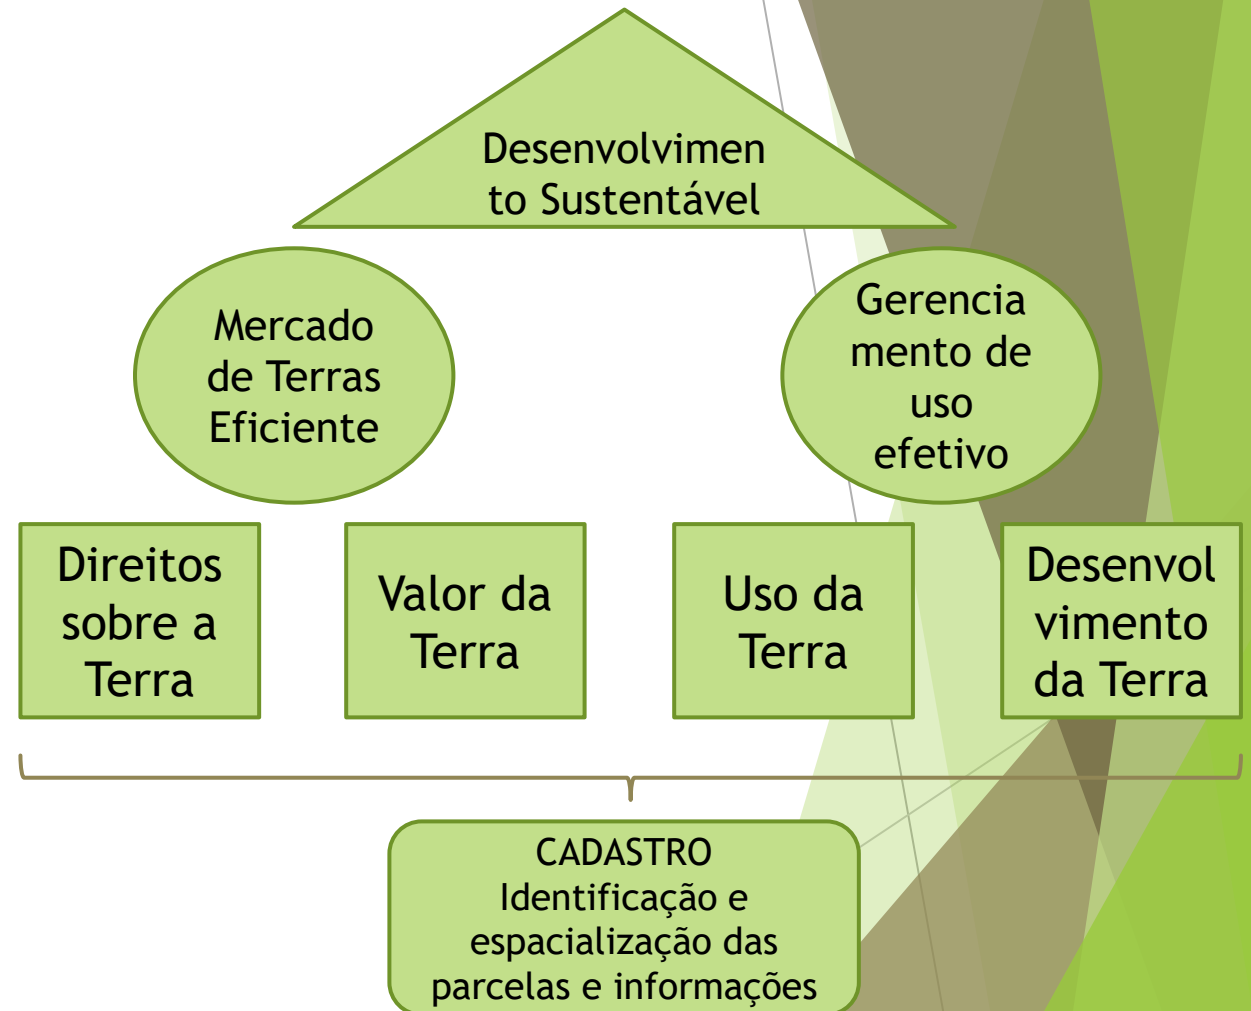 Desenvolvimen
to Sustentável
Mercado
de Terras
Eficiente
Gerencia
mento de
uso
efetivo
Direitos
sobre a
Terra
Valor da
Terra
Uso da
Terra
Desenvol
vimento
da Terra
CADASTRO
Identificação e
espacialização das
parcelas e informações